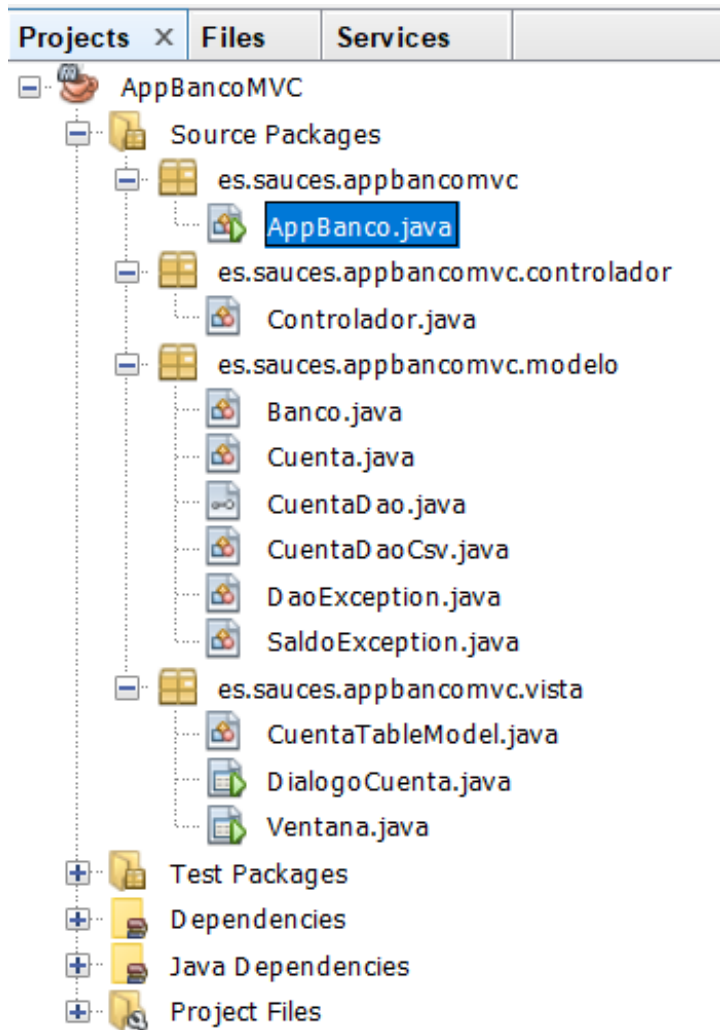 Projects × Files Services
AppBancoMVC
Source Packages
es.sauces.appbancomvc
AppBanco.java
es.sauces.appbancomvc.controlador
Controlador.java
es.sauces.appbancomvc.modelo
Banco.java
Cuenta.java
CuentaDao.java
CuentaDaoCsv.java
DaoException.java
SaldoException.java
es.sauces.appbancomvc.vista
CuentaTableModel.java
DialogoCuenta.java
Ventana.java
Test Packages
Dependencies
Java Dependencies
Project Files